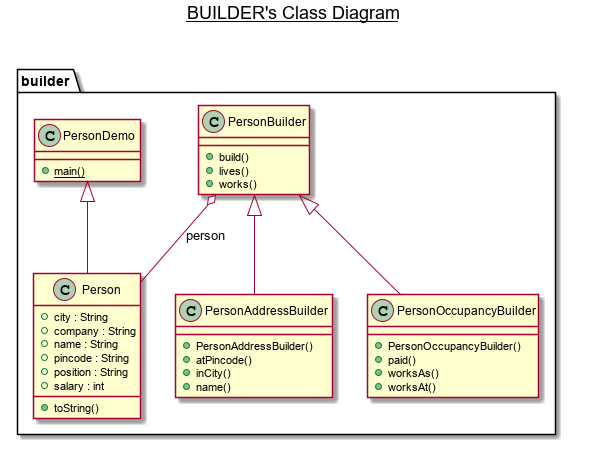 BUILDER's Class Diagram
builder
C PersonDemo
main()
C PersonBuilder
build()
lives()
works()
person
C Person
city : String
company : String
name : String
pincode : String
position : String
salary : int
toString()
C PersonAddressBuilder
PersonAddressBuilder()
atPincode()
inCity()
name()
C PersonOccupancyBuilder
PersonOccupancyBuilder()
paid()
worksAs()
worksAt()